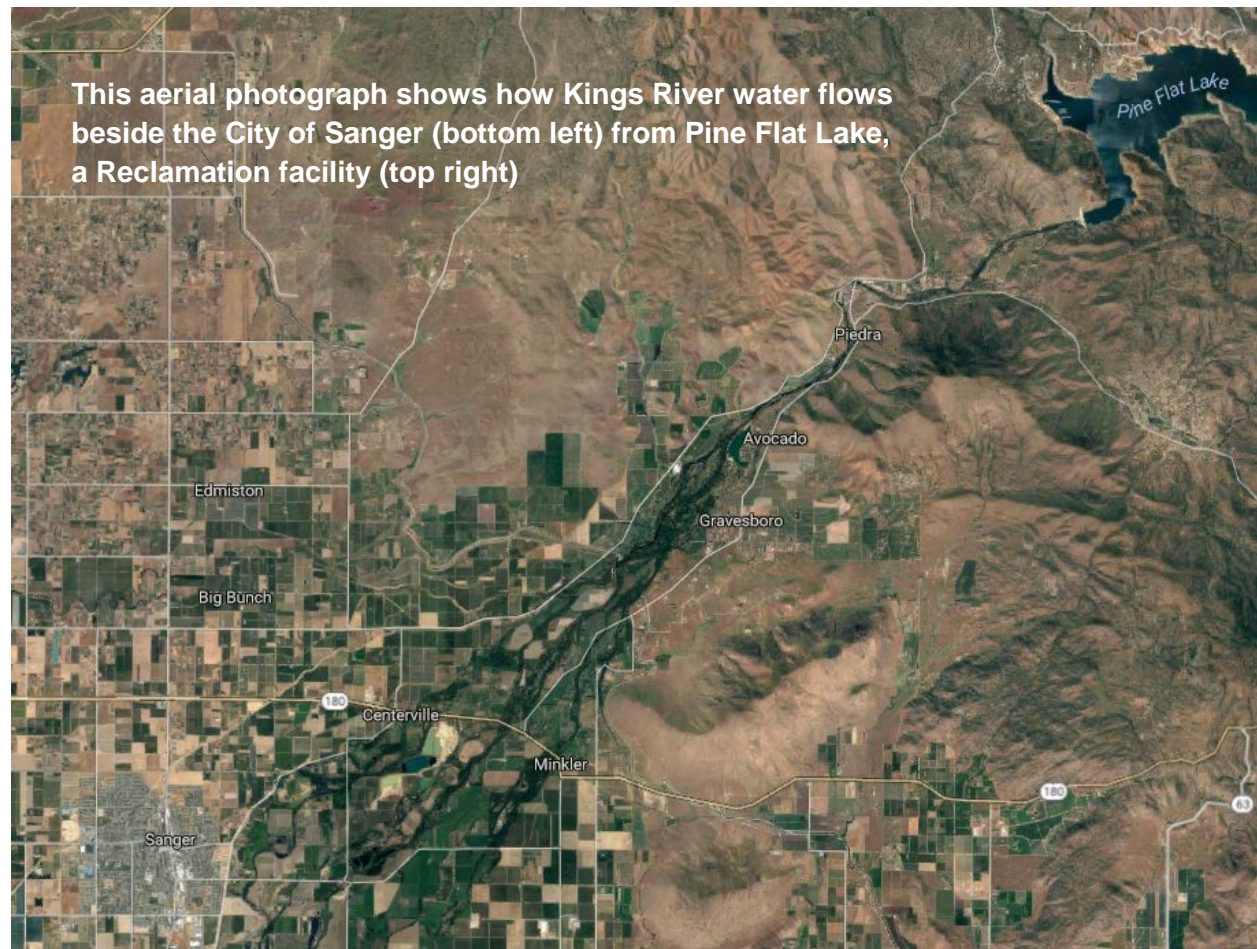 This aerial photograph shows how Kings River water flows
beside the City of Sanger (bottom left) from Pine Flat Lake,
a Reclamation facility (top right)
Pine Flat Lake
Piedra
Avocado
Edmiston
Gravesboro
Big Bunch
180
Centerville
Minkler
180
63
Sanger